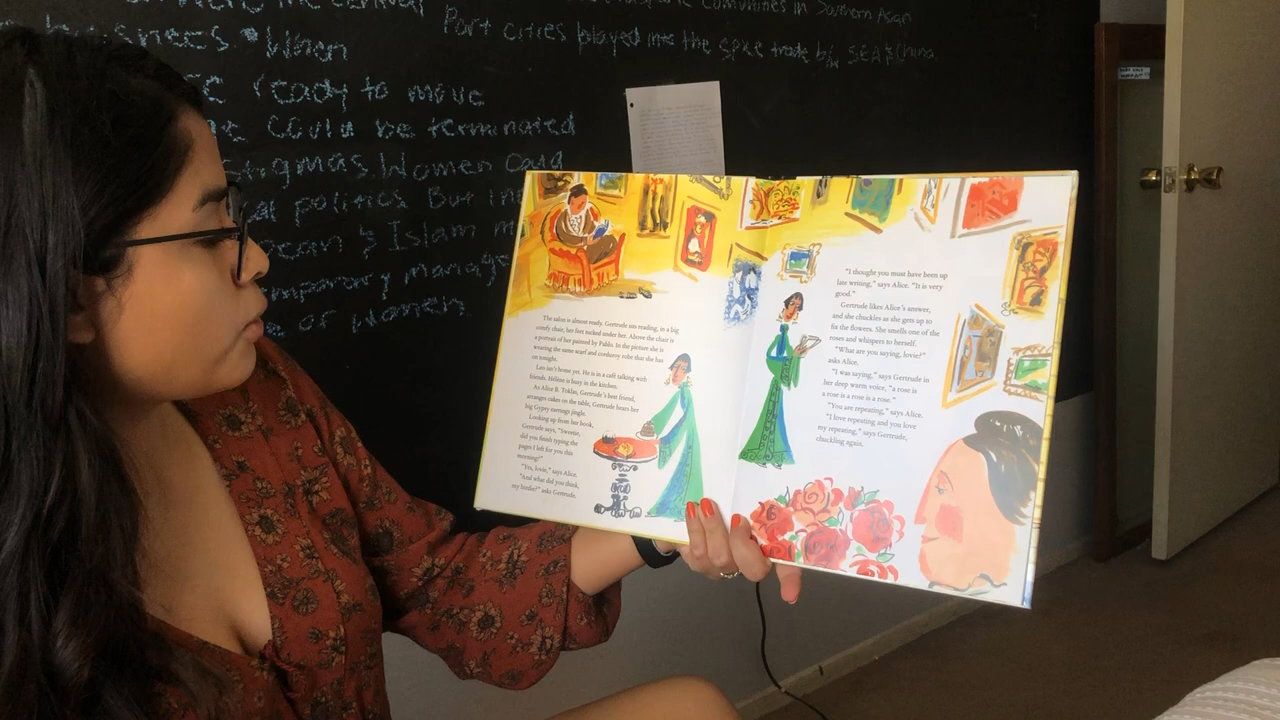 Port cities played into the spice trade b/w SEA & China
business • When
ready to move
could be terminated
stigmas. Women could
politics. But
& Islam
manage
of women
The salon is almost ready. Gertrude sits reading, in a big
comfy chair, her feet tucked under her. Above the chair is
a portrait of her painted by Pablo. In the picture she is
wearing the same scarf and corduroy robe that she has
on tonight.
Leo isn't home yet. He is in a café talking with
friends. Hélène is busy in the kitchen.
As Alice B. Toklas, Gertrude's best friend,
arranges cakes on the table, Gertrude hears her
big Gypsy earrings jingle.
Looking up from her book,
Gertrude says, "Sweetie,
did you finish typing the
pages I left for you this
morning?"
"Yes, lovie," says Alice.
"And what did you think,
my birdie?" asks Gertrude.
"I thought you must have been up
late writing," says Alice. "It is very
good."
Gertrude likes Alice's answer,
and she chuckles as she gets up to
fix the flowers. She smells one of the
roses and whispers to herself.
"What are you saying, lovie?"
asks Alice.
"I was saying," says Gertrude in
her deep warm voice, "a rose is
a rose is a rose is a rose."
"You are repeating," says Alice.
"I love repeating and you love
my repeating," says Gertrude,
chuckling again.